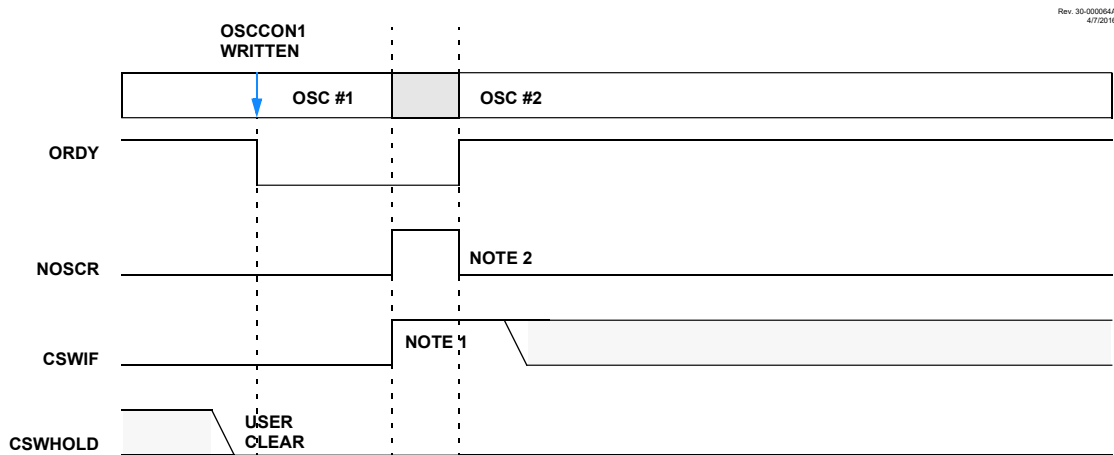 Rev. 30-000064A
4/7/2016
OSCCON1
WRITTEN
OSC #1
OSC #2
ORDY
NOSCR
NOTE 2
CSWIF
NOTE 1
CSWHOLD
USER
CLEAR